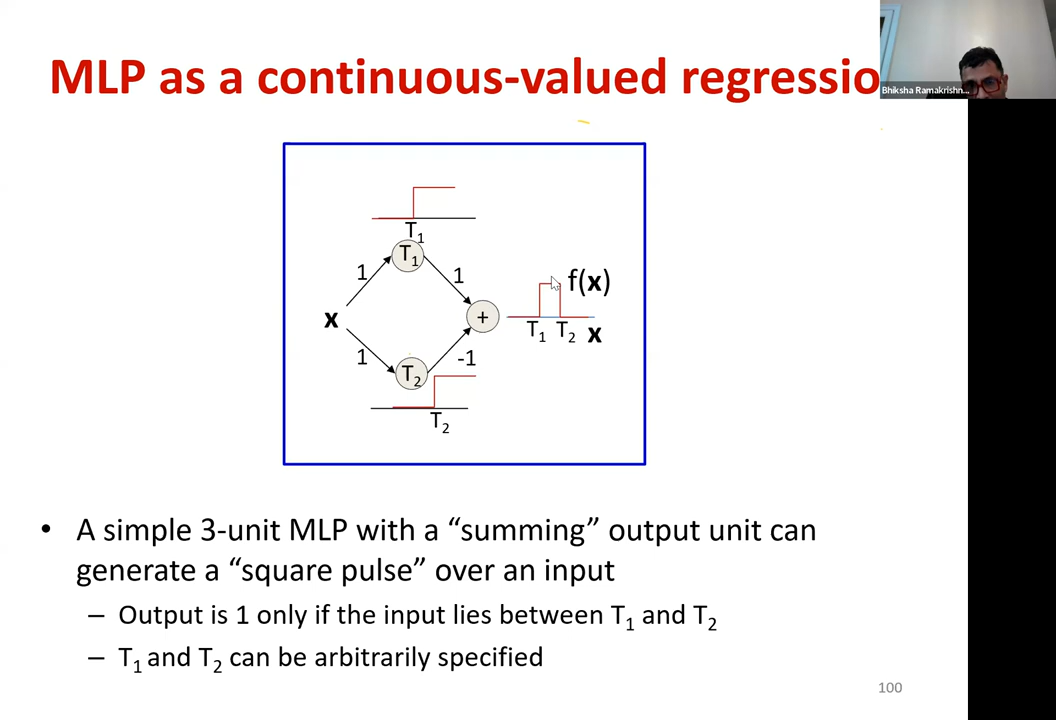 MLP as a continuous-valued regressio
Bhiksha Ramakrishn...
T1
T1
1
1
f(x)
x
+
T1 T2 x
1
-1
T2
T2
• A simple 3-unit MLP with a “summing” output unit can
generate a “square pulse” over an input
– Output is 1 only if the input lies between T1 and T2
– T1 and T2 can be arbitrarily specified
100